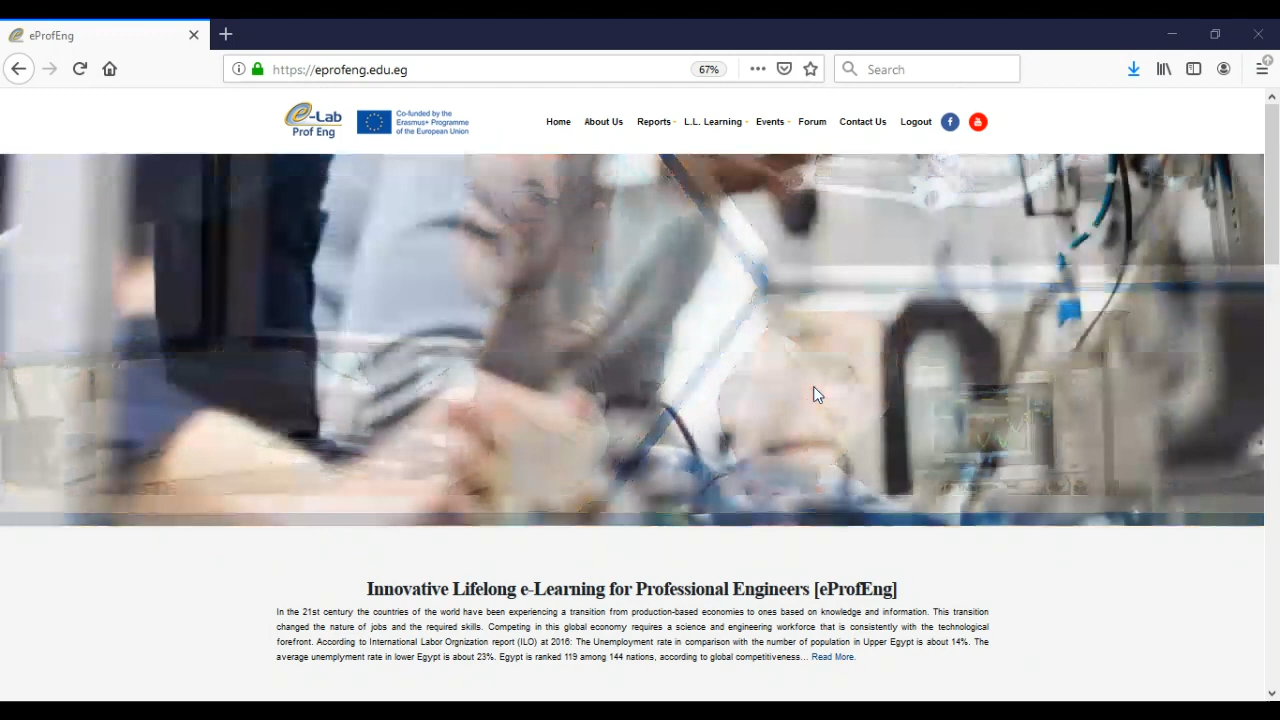 eProfEng
https://eprofeng.edu.eg
67%
Search
e-Lab
Prof Eng
Co-funded by the
Erasmus+ Programme
of the European Union
Home About Us Reports L.L. Learning Events Forum Contact Us Logout
Innovative Lifelong e-Learning for Professional Engineers [eProfEng]
In the 21st century the countries of the world have been experiencing a transition from production-based economies to ones based on knowledge and information. This transition
changed the nature of jobs and the required skills. Competing in this global economy requires a science and engineering workforce that is consistently with the technological
forefront. According to International Labor Orgnization report (ILO) at 2016: The Unemployment rate in comparison with the number of population in Upper Egypt is about 14%. The
average unemplyment rate in lower Egypt is about 23%. Egypt is ranked 119 among 144 nations, according to global competitiveness... Read More.